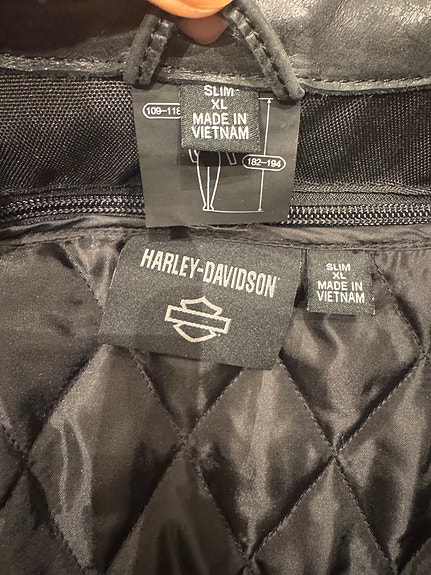 SLIM
XL
MADE IN
VIETNAM
109-118
182-194
HARLEY-DAVIDSON
SLIM
XL
MADE IN
VIETNAM